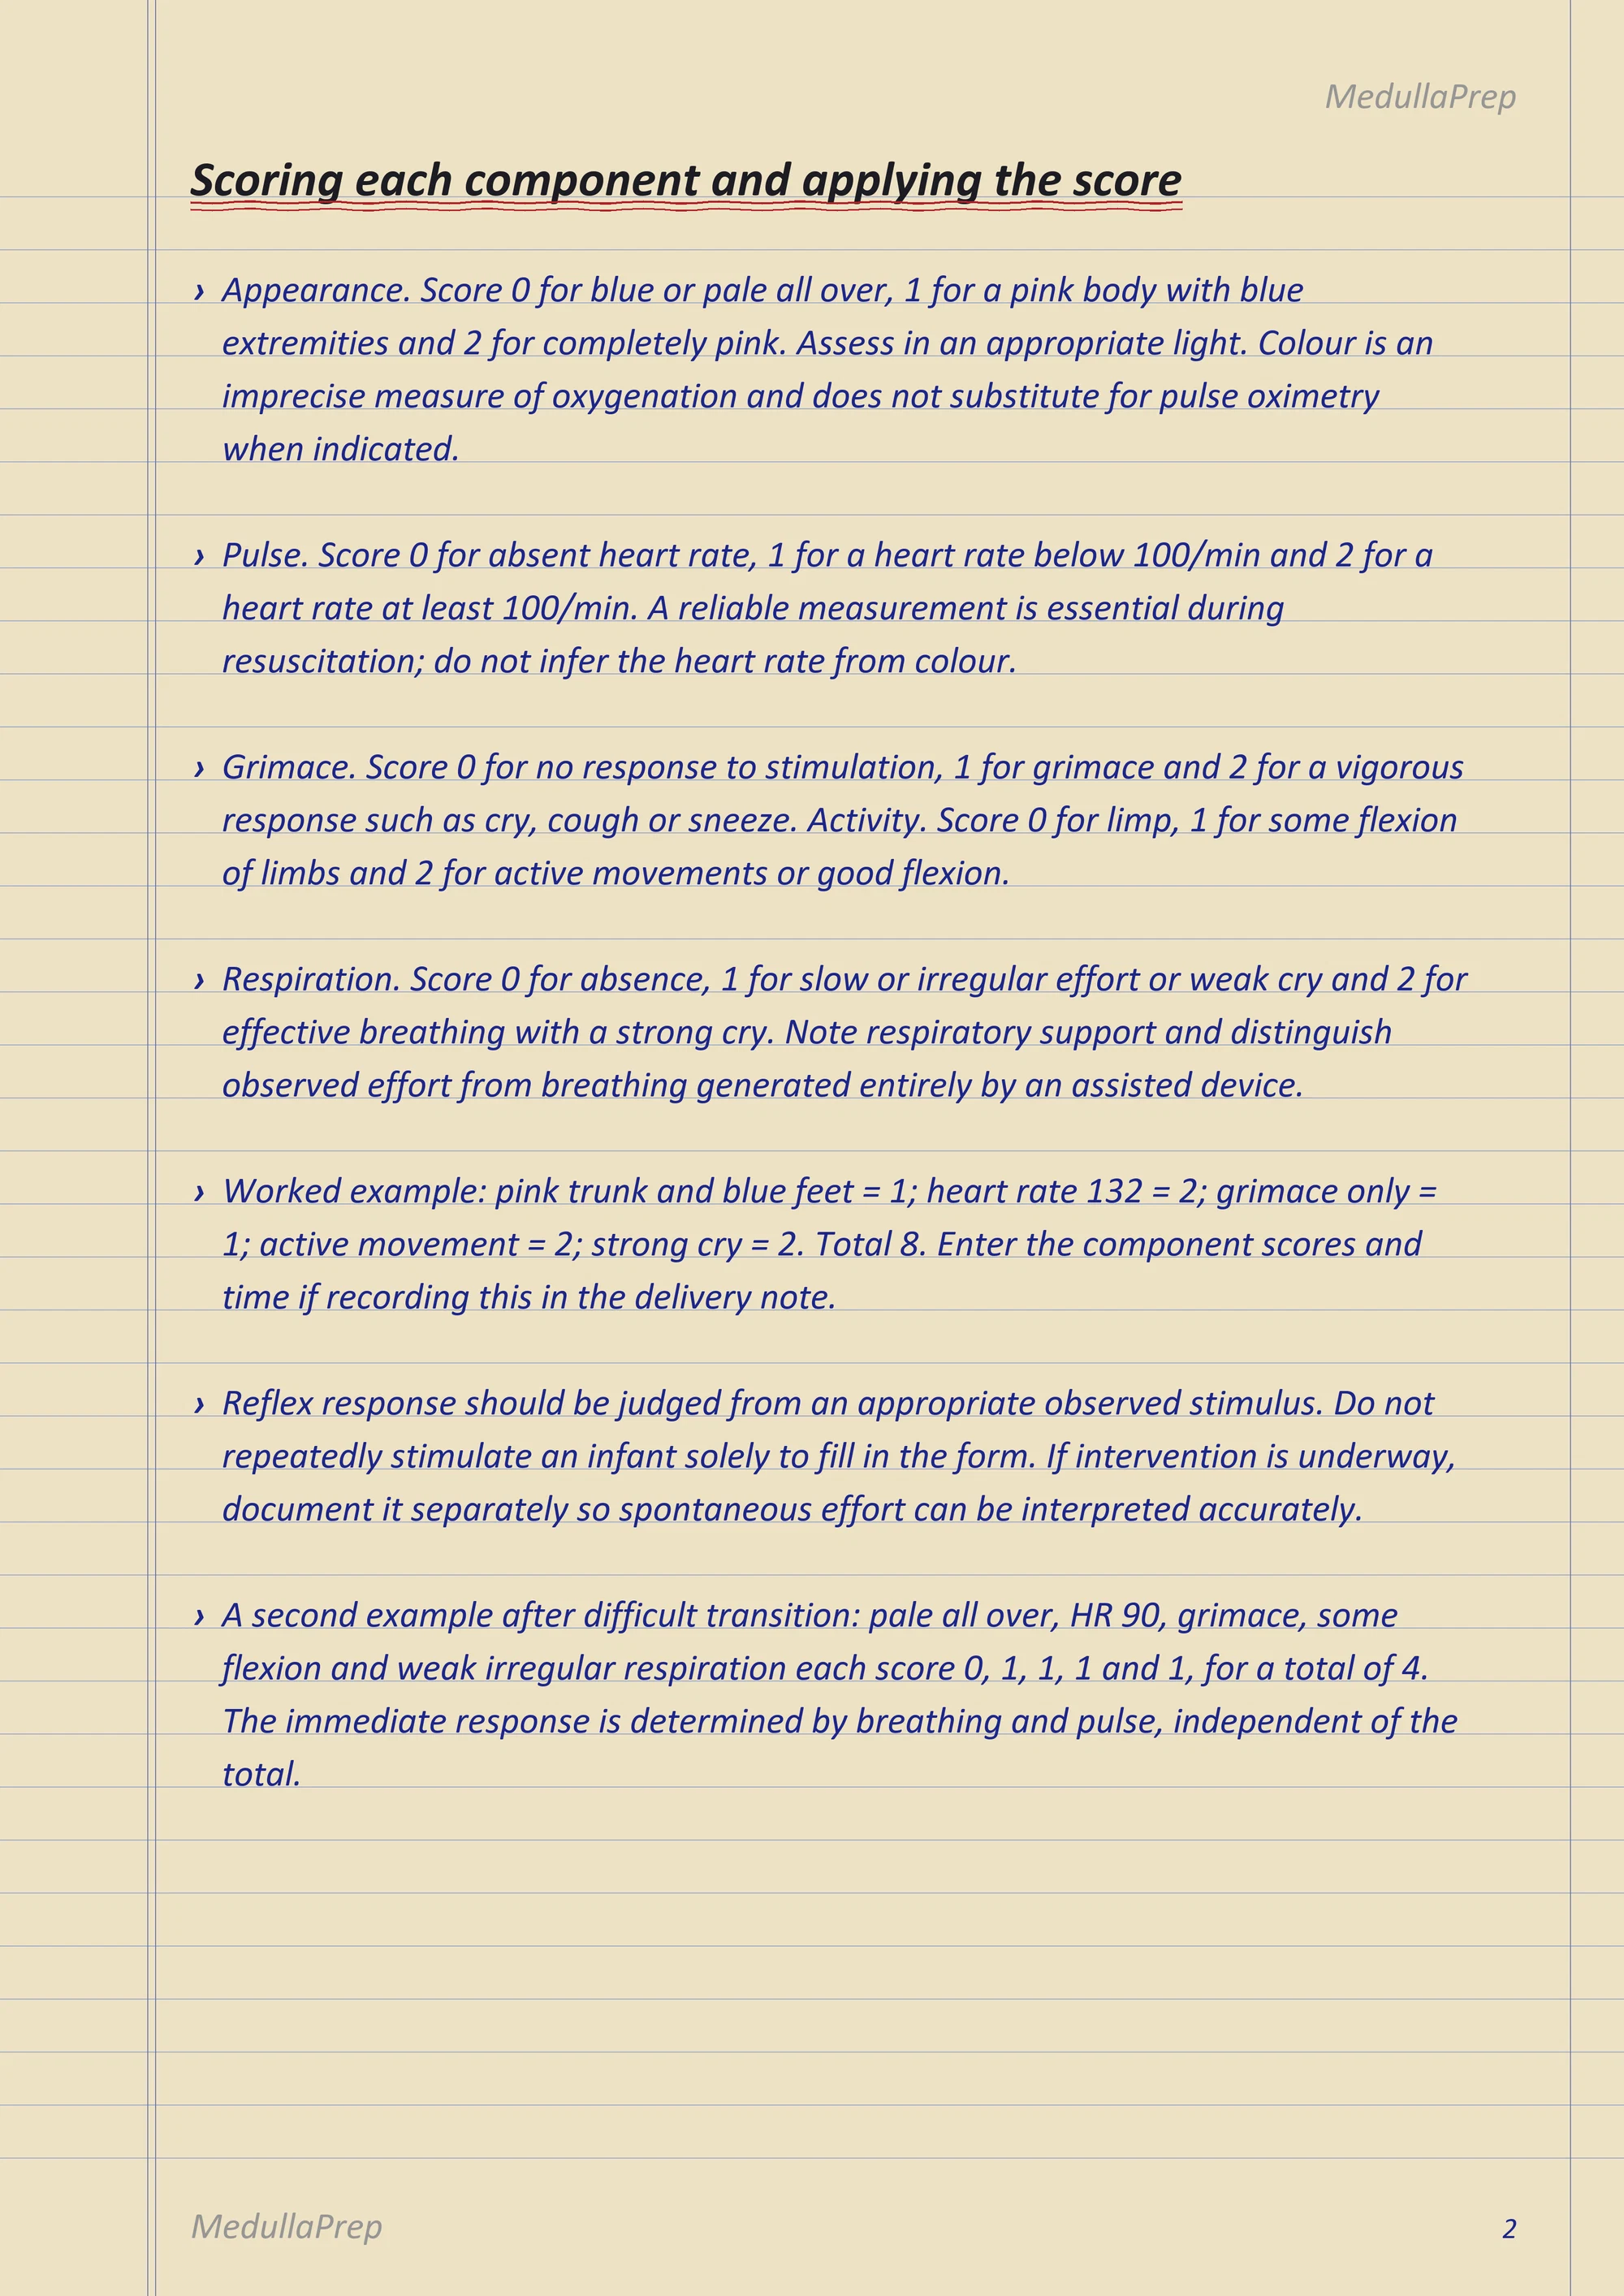 MedullaPrep
Scoring each component and applying the score
› Appearance. Score 0 for blue or pale all over, 1 for a pink body with blue
extremities and 2 for completely pink. Assess in an appropriate light. Colour is an
imprecise measure of oxygenation and does not substitute for pulse oximetry
when indicated.
› Pulse. Score 0 for absent heart rate, 1 for a heart rate below 100/min and 2 for a
heart rate at least 100/min. A reliable measurement is essential during
resuscitation; do not infer the heart rate from colour.
› Grimace. Score 0 for no response to stimulation, 1 for grimace and 2 for a vigorous
response such as cry, cough or sneeze. Activity. Score 0 for limp, 1 for some flexion
of limbs and 2 for active movements or good flexion.
› Respiration. Score 0 for absence, 1 for slow or irregular effort or weak cry and 2 for
effective breathing with a strong cry. Note respiratory support and distinguish
observed effort from breathing generated entirely by an assisted device.
› Worked example: pink trunk and blue feet = 1; heart rate 132 = 2; grimace only =
1; active movement = 2; strong cry = 2. Total 8. Enter the component scores and
time if recording this in the delivery note.
› Reflex response should be judged from an appropriate observed stimulus. Do not
repeatedly stimulate an infant solely to fill in the form. If intervention is underway,
document it separately so spontaneous effort can be interpreted accurately.
› A second example after difficult transition: pale all over, HR 90, grimace, some
flexion and weak irregular respiration each score 0, 1, 1, 1 and 1, for a total of 4.
The immediate response is determined by breathing and pulse, independent of the
total.
MedullaPrep
2